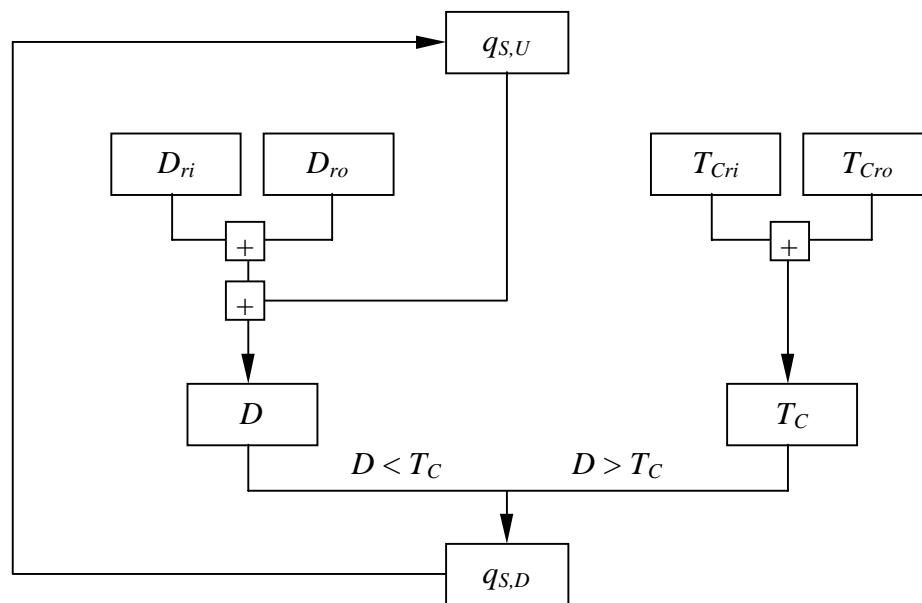 q_{S,U}
D_{ri} D_{ro} T_{Cri} T_{Cro}
+ +
+
D T_C
D < T_C D > T_C
q_{S,D}